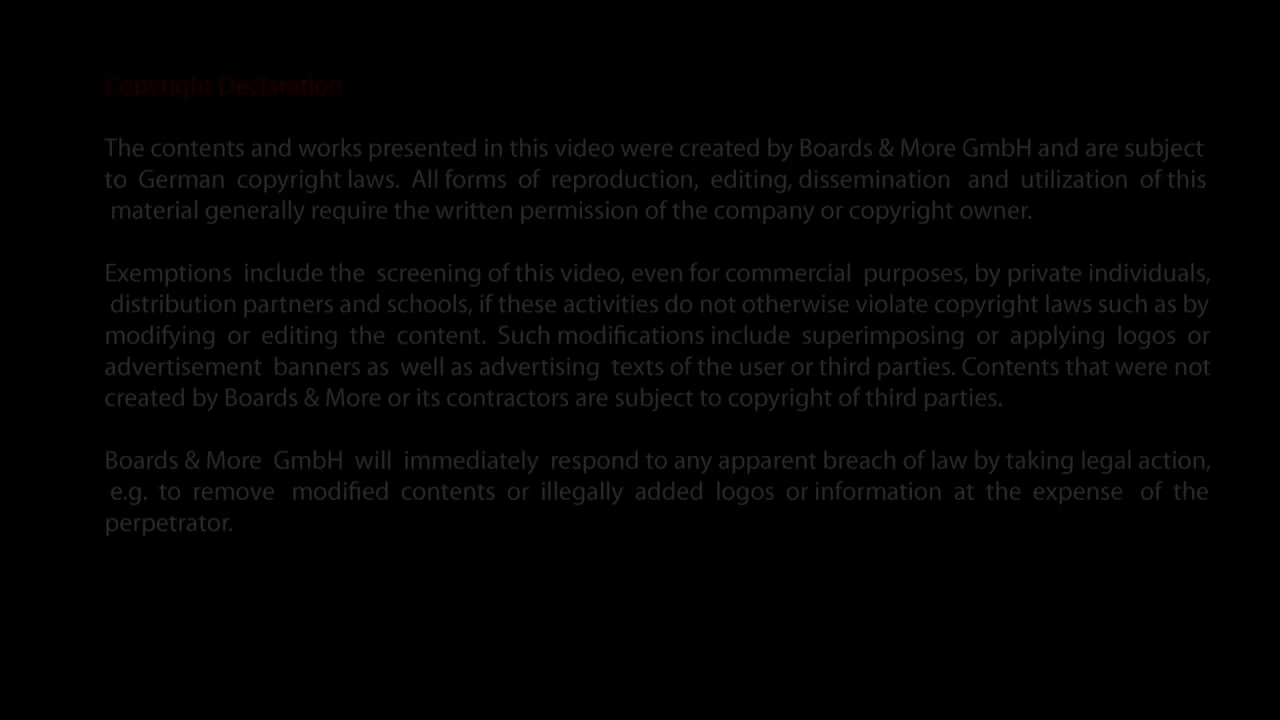 Copyright Declaration
The contents and works presented in this video were created by Boards & More GmbH and are subject
to German copyright laws. All forms of reproduction, editing, dissemination and utilization of this
material generally require the written permission of the company or copyright owner.
Exemptions include the screening of this video, even for commercial purposes, by private individuals,
distribution partners and schools, if these activities do not otherwise violate copyright laws such as by
modifying or editing the content. Such modifications include superimposing or applying logos or
advertisement banners as well as advertising texts of the user or third parties. Contents that were not
created by Boards & More or its contractors are subject to copyright of third parties.
Boards & More GmbH will immediately respond to any apparent breach of law by taking legal action,
e.g. to remove modified contents or illegally added logos or information at the expense of the
perpetrator.